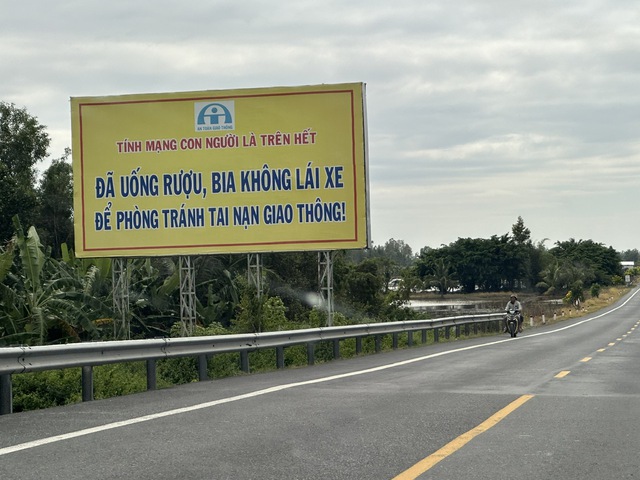 AN TOÀN GIAO THÔNG
TÍNH MẠNG CON NGƯỜI LÀ TRÊN HẾT
ĐÃ UỐNG RƯỢU, BIA KHÔNG LÁI XE
ĐỂ PHÒNG TRÁNH TAI NẠN GIAO THÔNG!